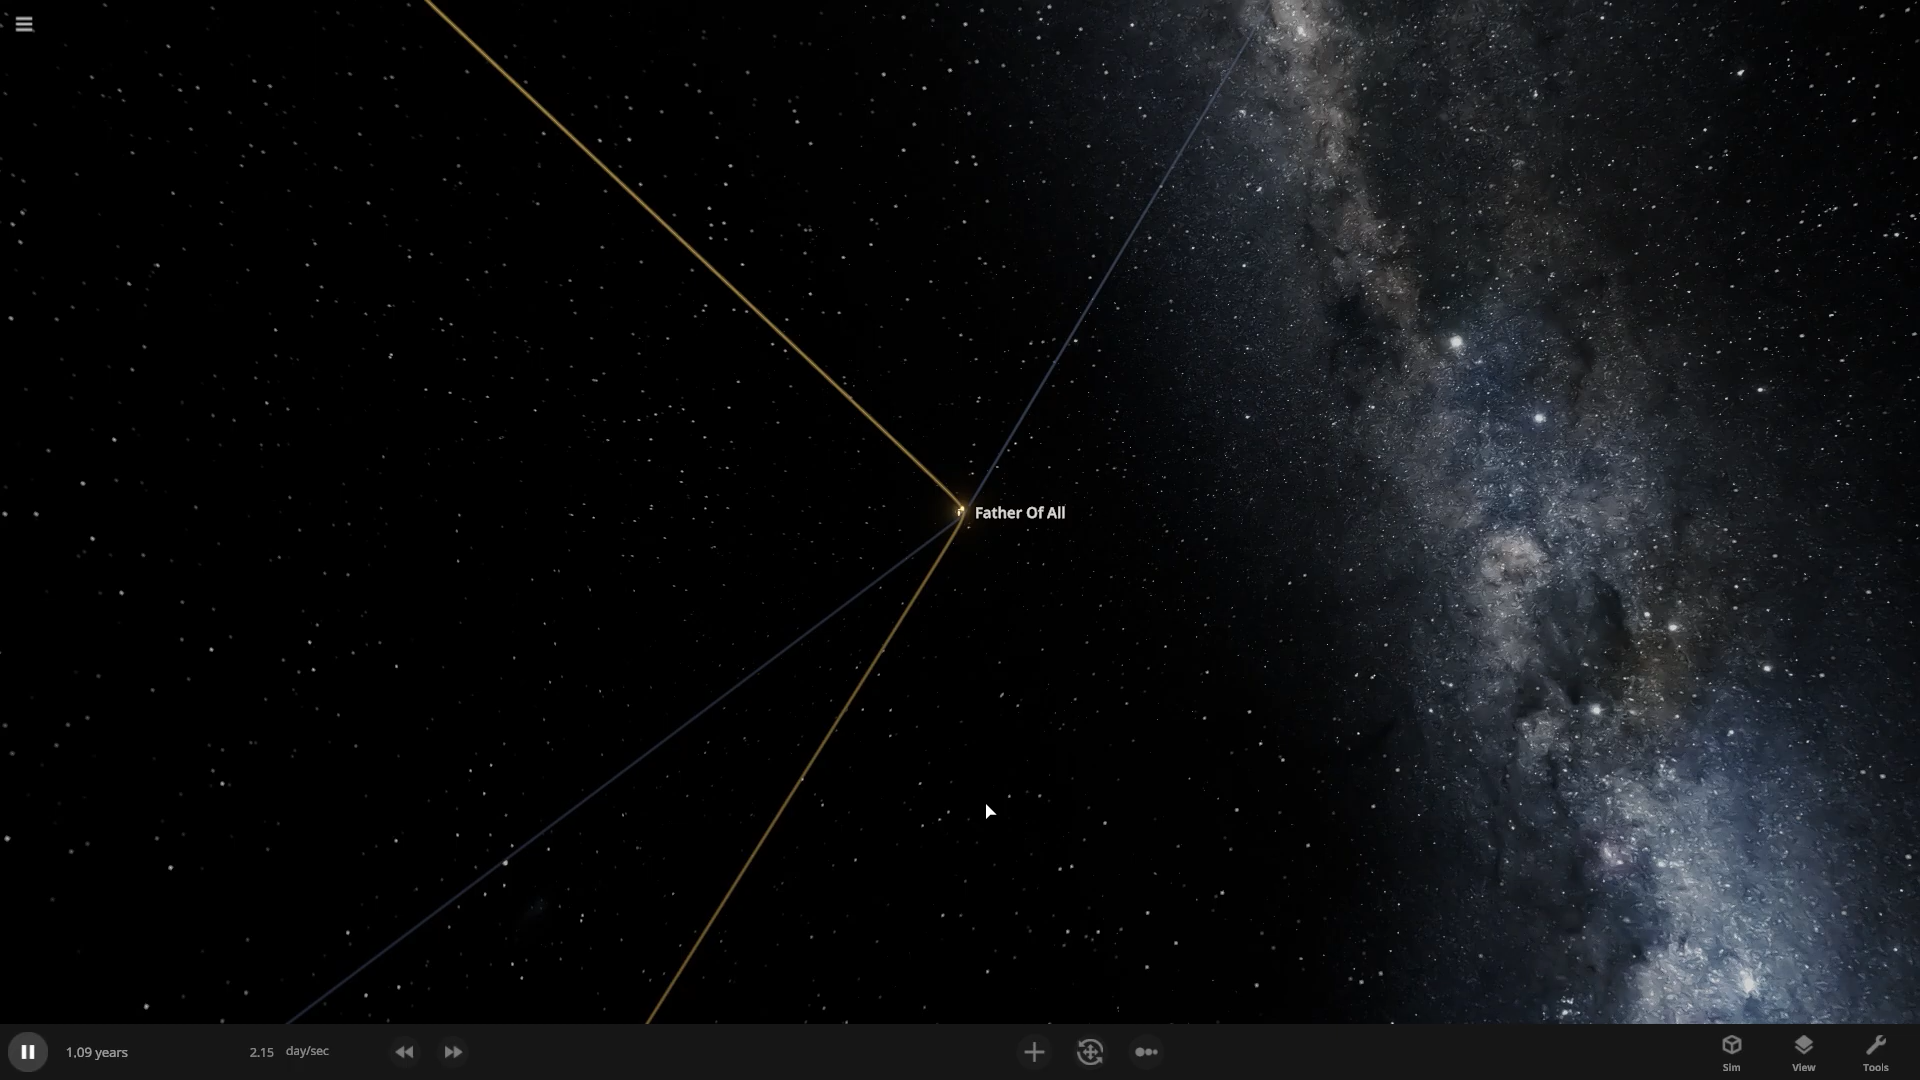 Father Of All
1.09 years
2.15 day/sec
Sim
View
Tools